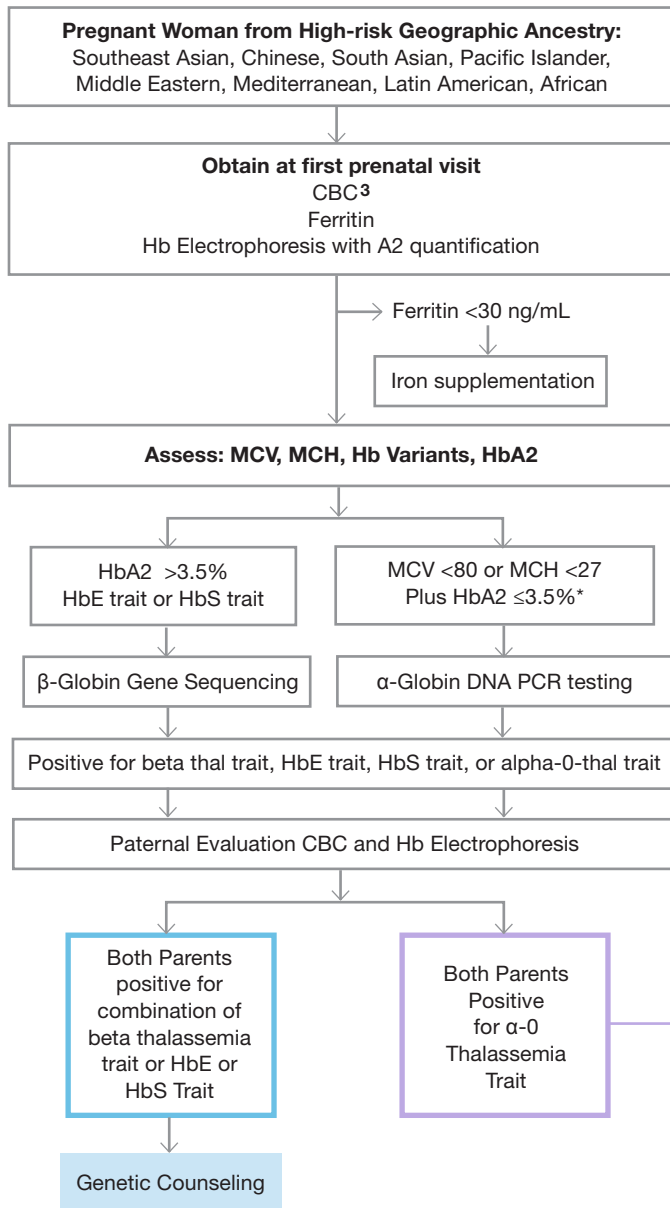 Pregnant Woman from High-risk Geographic Ancestry:
Southeast Asian, Chinese, South Asian, Pacific Islander,
Middle Eastern, Mediterranean, Latin American, African
Obtain at first prenatal visit
CBC³
Ferritin
Hb Electrophoresis with A2 quantification
Ferritin <30 ng/mL
Iron supplementation
Assess: MCV, MCH, Hb Variants, HbA2
HbA2 >3.5%
HbE trait or HbS trait
MCV <80 or MCH <27
Plus HbA2 ≤3.5%*
β-Globin Gene Sequencing
α-Globin DNA PCR testing
Positive for beta thal trait, HbE trait, HbS trait, or alpha-0-thal trait
Paternal Evaluation CBC and Hb Electrophoresis
Both Parents
positive for
combination of
beta thalassemia
trait or HbE or
HbS Trait
Both Parents
Positive
for α-0
Thalassemia
Trait
Genetic Counseling